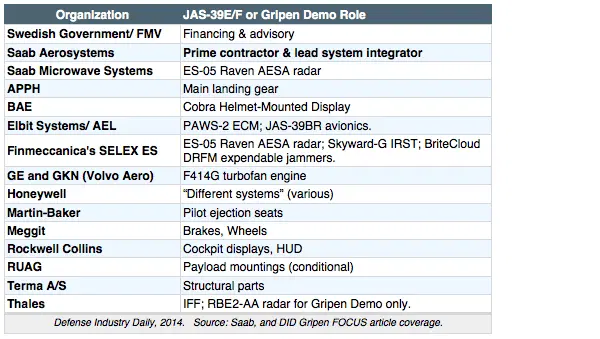 Organization JAS-39E/F or Gripen Demo Role
Swedish Government/ FMV Financing & advisory
Saab Aerosystems Prime contractor & lead system integrator
Saab Microwave Systems ES-05 Raven AESA radar
APPH Main landing gear
BAE Cobra Helmet-Mounted Display
Elbit Systems/ AEL PAWS-2 ECM; JAS-39BR avionics.
Finmeccanica's SELEX ES ES-05 Raven AESA radar; Skyward-G IRST; BriteCloud
DRFM expendable jammers.
GE and GKN (Volvo Aero) F414G turbofan engine
Honeywell “Different systems” (various)
Martin-Baker Pilot ejection seats
Meggit Brakes, Wheels
Rockwell Collins Cockpit displays, HUD
RUAG Payload mountings (conditional)
Terma A/S Structural parts
Thales IFF; RBE2-AA radar for Gripen Demo only.
Defense Industry Daily, 2014. Source: Saab, and DID Gripen FOCUS article coverage.